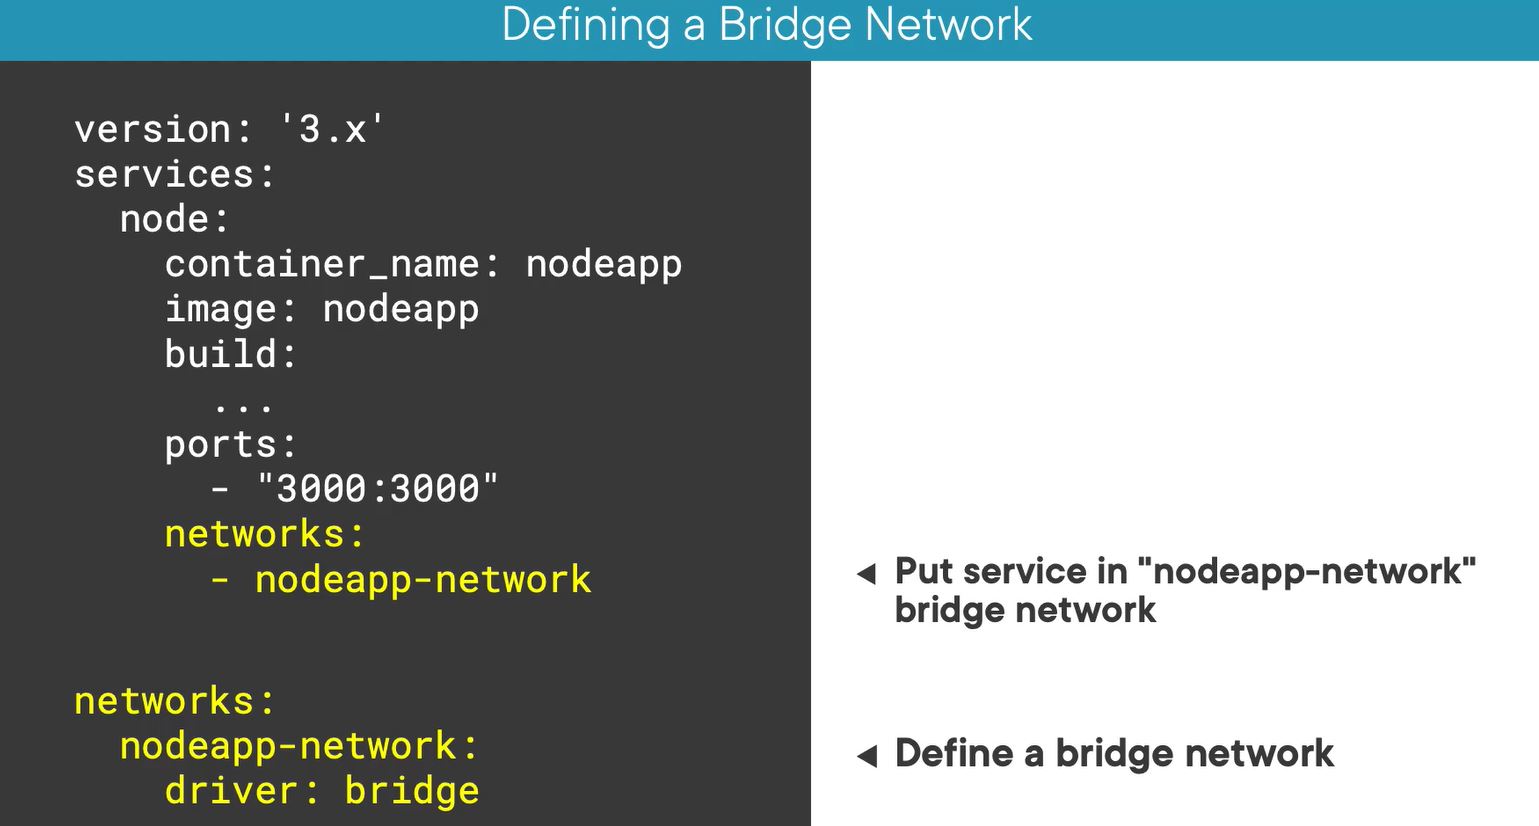 Defining a Bridge Network
version: '3.x'
services:
  node:
    container_name: nodeapp
    image: nodeapp
    build:
      ...
    ports:
      - "3000:3000"
    networks:
      - nodeapp-network
◄ Put service in "nodeapp-network"
bridge network
networks:
  nodeapp-network:
    driver: bridge
◄ Define a bridge network